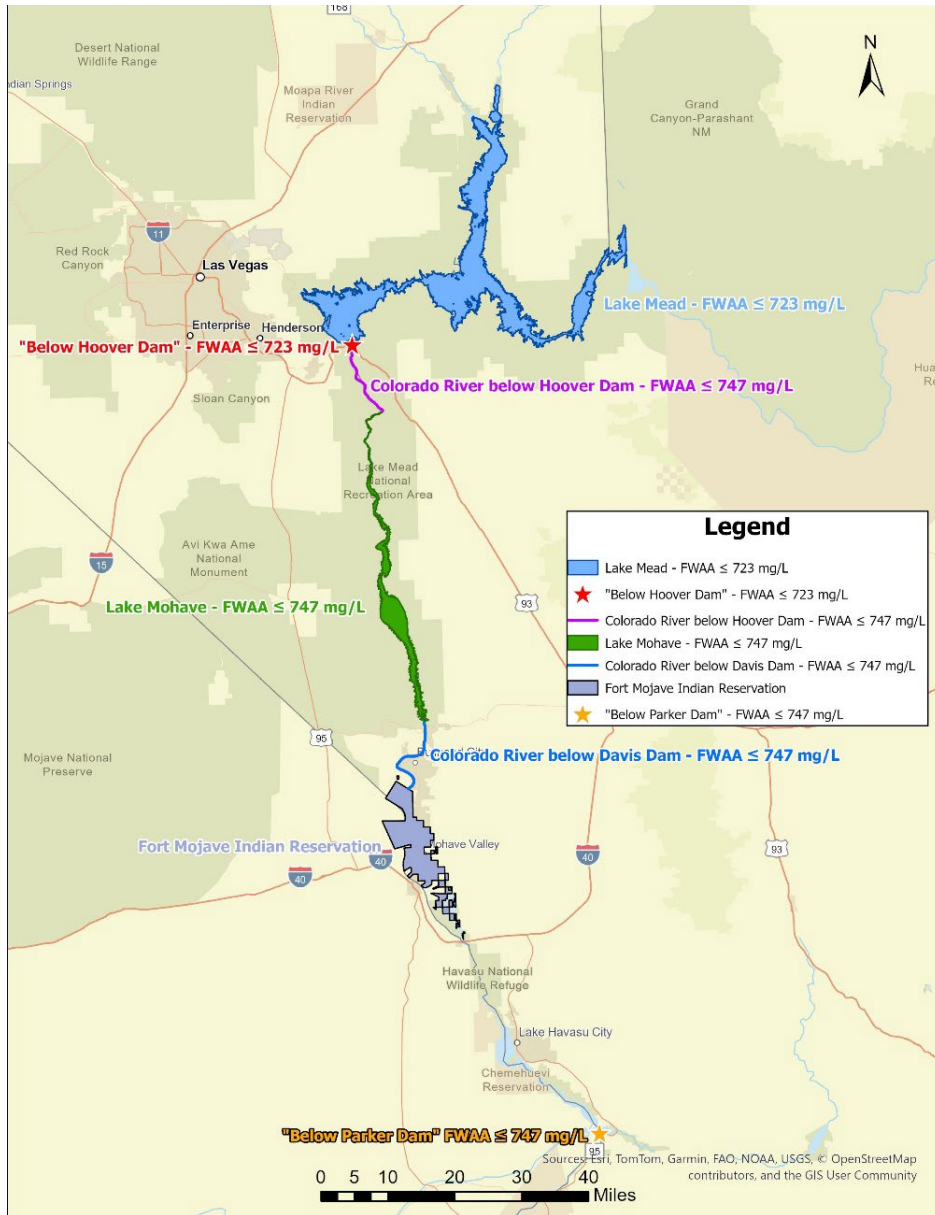 168
Desert National
Wildlife Range
N
ndian Springs
Moapa River
Indian
Reservation
Grand
Canyon-Parashant
NM
11
Red Rock
Canyon
Las Vegas
Lake Mead - FWAA ≤ 723 mg/L
Enterprise
Henderson
"Below Hoover Dam" - FWAA ≤ 723 mg/L
Hua
Re
Colorado River below Hoover Dam - FWAA ≤ 747 mg/L
Sloan Canyon
Lake Mead
National
Recreation Area
Legend
Lake Mead - FWAA ≤ 723 mg/L
"Below Hoover Dam" - FWAA ≤ 723 mg/L
Colorado River below Hoover Dam - FWAA ≤ 747 mg/L
Lake Mohave - FWAA ≤ 747 mg/L
Colorado River below Davis Dam - FWAA ≤ 747 mg/L
Fort Mojave Indian Reservation
"Below Parker Dam" - FWAA ≤ 747 mg/L
Avi Kwa Ame
National
Monument
15
93
Lake Mohave - FWAA ≤ 747 mg/L
95
Mojave National
Preserve
Colorado River below Davis Dam - FWAA ≤ 747 mg/L
Fort Mojave Indian Reservation
ohave Valley
40
40
40
93
Havasu National
Wildlife Refuge
Lake Havasu City
Chemehuevi
Reservation
"Below Parker Dam" FWAA ≤ 747 mg/L
95
Sources: Esri, TomTom, Garmin, FAO, NOAA, USGS, © OpenStreetMap
contributors, and the GIS User Community
0 10 20 30 40
Miles